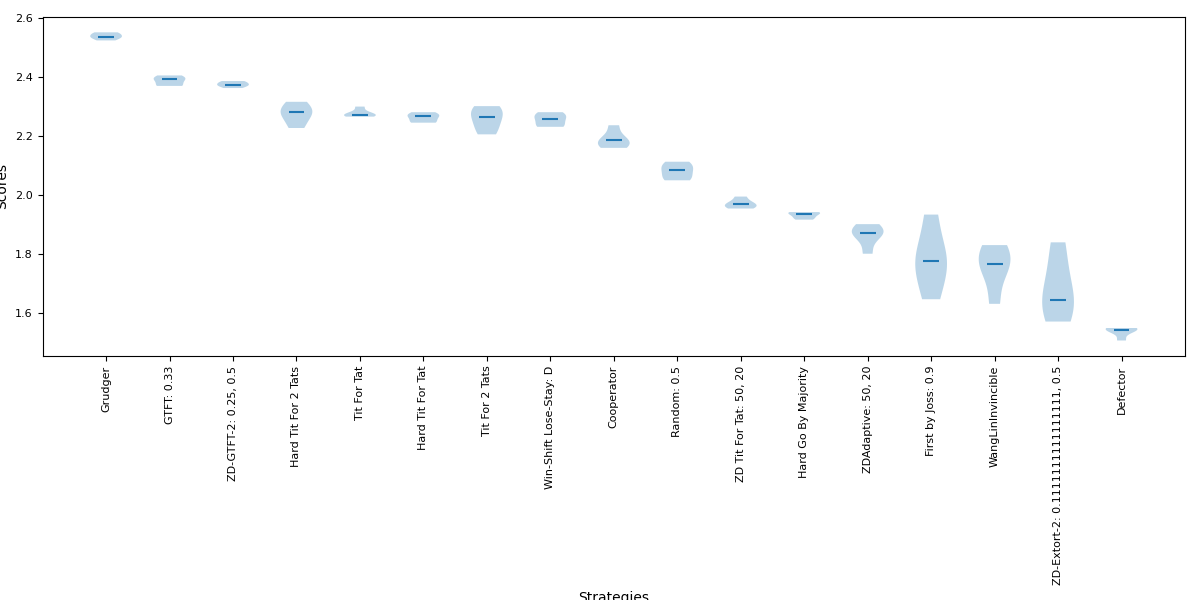 2.6
2.4
2.2
2.0
1.8
1.6
Scores
Grudger
GTFT: 0.33
ZD-GTFT-2: 0.25, 0.5
Hard Tit For 2 Tats
Tit For Tat
Hard Tit For Tat
Tit For 2 Tats
Win-Shift Lose-Stay: D
Cooperator
Random: 0.5
ZD Tit For Tat: 50, 20
Hard Go By Majority
ZDAdaptive: 50, 20
First by Joss: 0.9
WangLinInvincible
ZD-Extort-2: 0.1111111111111111, 0.5
Defector
Strategies